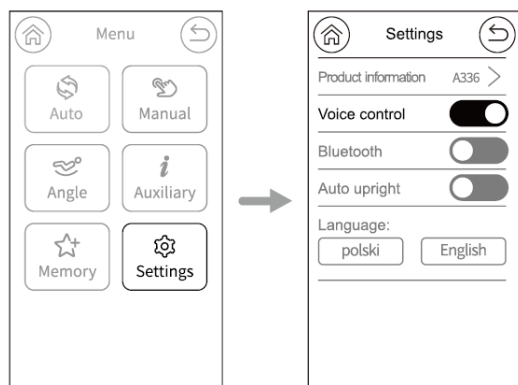 Menu
Auto
Manual
Angle
Auxiliary
Memory
Settings
Settings
Product information A336
Voice control
Bluetooth
Auto upright
Language:
polski English